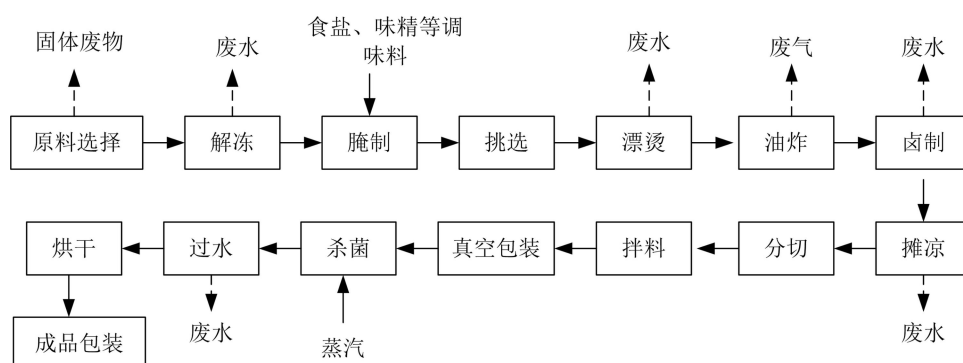 固体废物
废水
食盐、味精等调
味料
废水
废气
废水
原料选择
解冻
腌制
挑选
漂烫
油炸
卤制
烘干
过水
杀菌
真空包装
拌料
分切
摊凉
成品包装
废水
蒸汽
废水